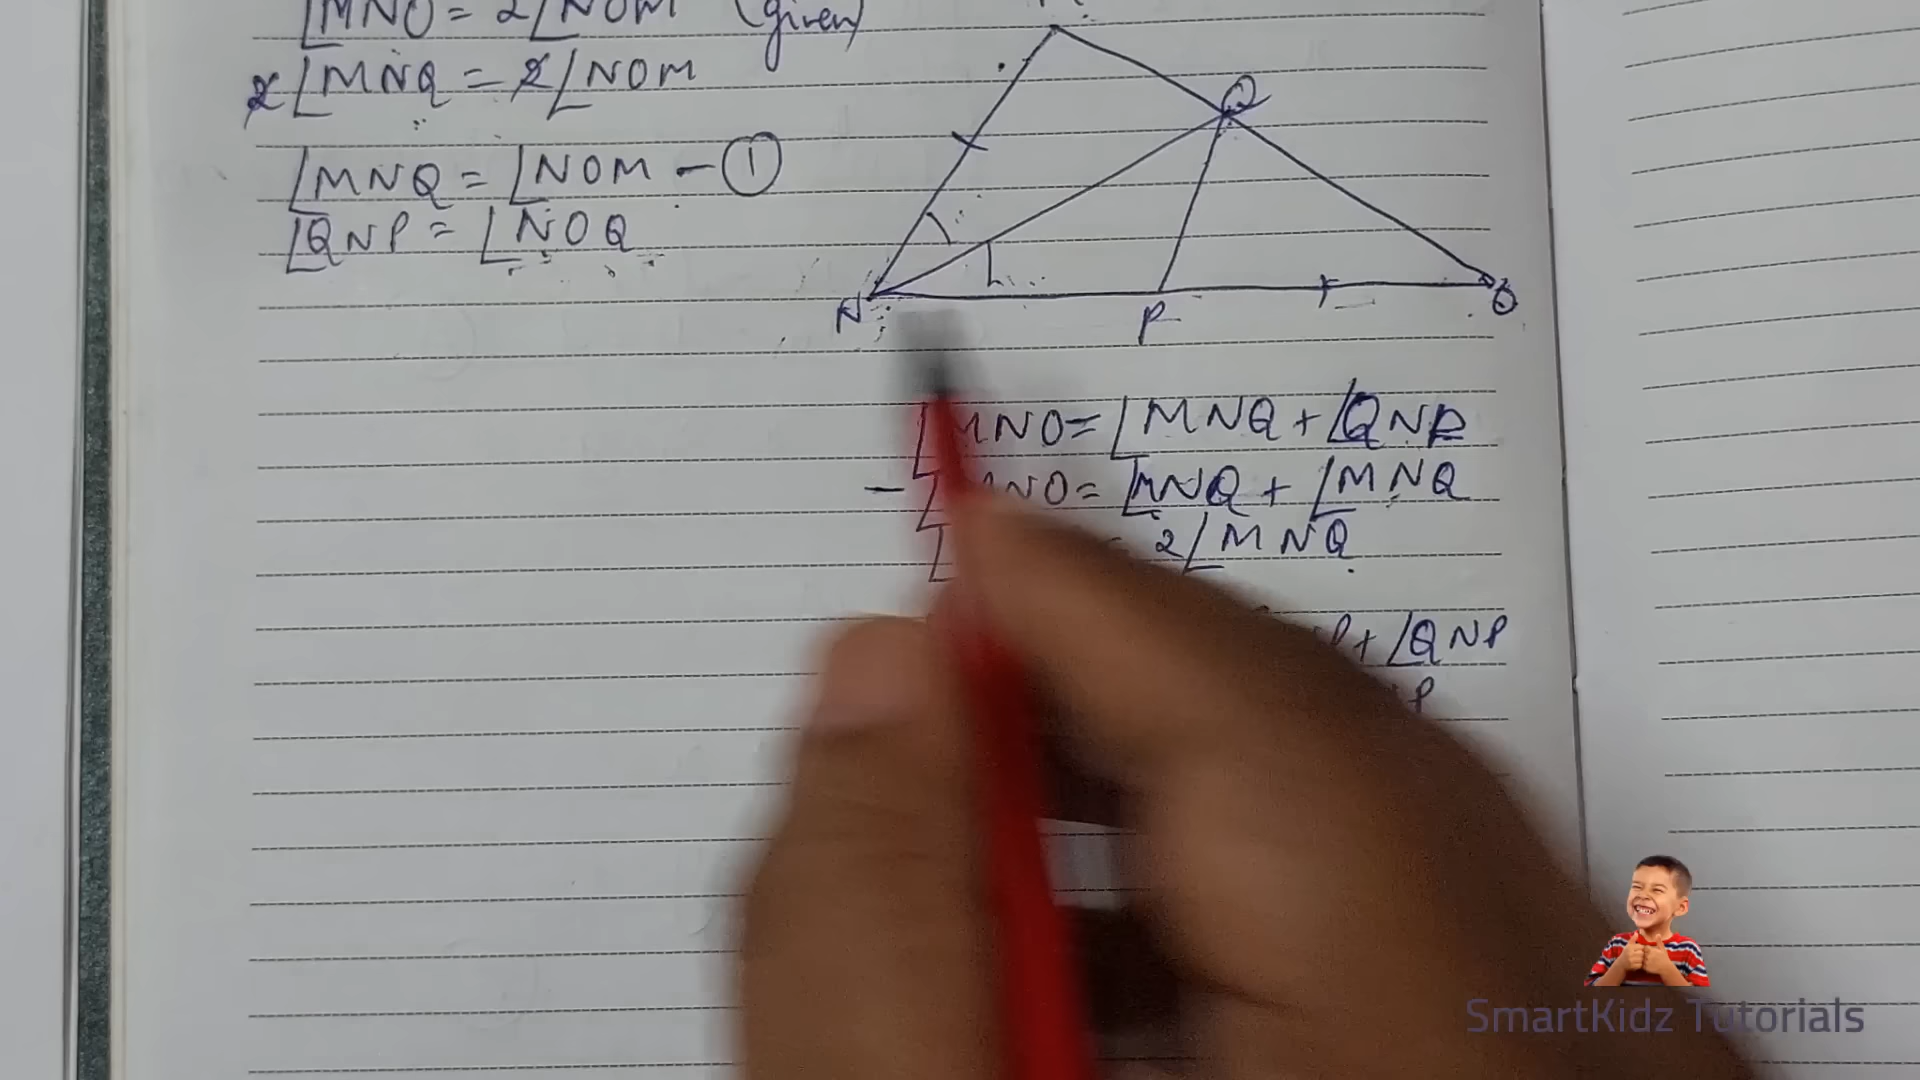 ∠MNO = 2∠NOM (given)
2∠MNQ = 2∠NOM
∠MNQ = ∠NOM - ①
∠QNP = ∠NOQ
Q
N
P
O
∠MNO = ∠MNQ + ∠QNP
- ∠MNO = ∠MNQ + ∠MNQ
= 2∠MNQ
P + ∠QNP
P
SmartKidz Tutorials